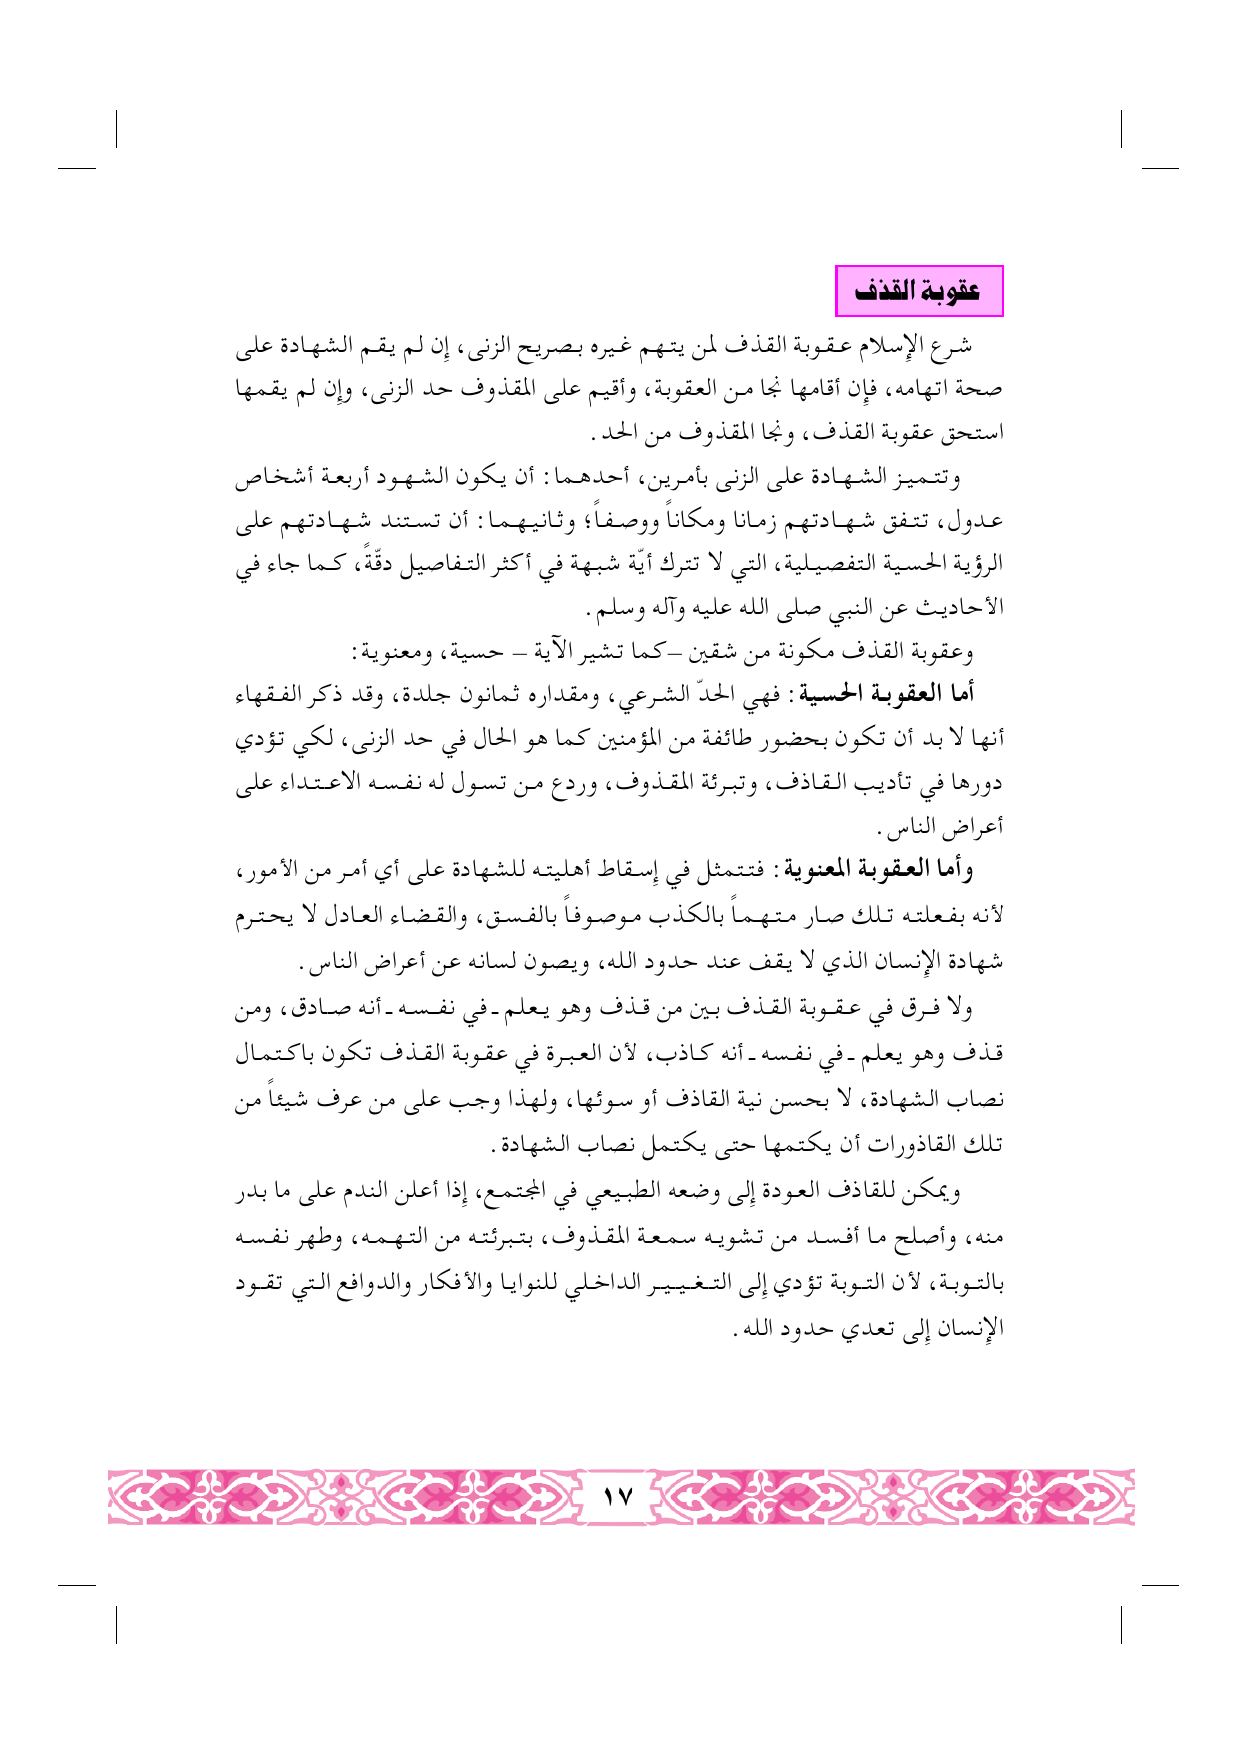 عقوبة القذف
شرع الإسلام عقوبة القذف لمن يتهم غيره بصريح الزنى، إن لم يقم الشهادة على
صحة اتهامه، فإن أقامها نجا من العقوبة، وأقيم على المقذوف حد الزنى، وإن لم يقمها
استحق عقوبة القذف، ونجا المقذوف من الحد.
وتتميز الشهادة على الزنى بأمرين، أحدهما: أن يكون الشهود أربعة أشخاص
عدول، تتفق شهادتهم زمانا ومكاناً ووصفاً؛ وثانيهما: أن تستند شهادتهم على
الرؤية الحسية التفصيلية، التي لا تترك أيّة شبهة في أكثر التفاصيل دقّةً، كما جاء في
الأحاديث عن النبي صلى الله عليه وآله وسلم.
وعقوبة القذف مكونة من شقين –كما تشير الآية – حسية، ومعنوية:
أما العقوبة الحسية: فهي الحدّ الشرعي، ومقداره ثمانون جلدة، وقد ذكر الفقهاء
أنها لا بد أن تكون بحضور طائفة من المؤمنين كما هو الحال في حد الزنى، لكي تؤدي
دورها في تأديب القاذف، وتبرئة المقذوف، وردع من تسول له نفسه الاعتداء على
أعراض الناس.
وأما العقوبة المعنوية: فتتمثل في إسقاط أهليته للشهادة على أي أمر من الأمور،
لأنه بفعلته تلك صار متهماً بالكذب موصوفاً بالفسق، والقضاء العادل لا يحترم
شهادة الإنسان الذي لا يقف عند حدود الله، ويصون لسانه عن أعراض الناس.
ولا فرق في عقوبة القذف بين من قذف وهو يعلم ـ في نفسه ـ أنه صادق، ومن
قذف وهو يعلم ـ في نفسه ـ أنه كاذب، لأن العبرة في عقوبة القذف تكون باكتمال
نصاب الشهادة، لا بحسن نية القاذف أو سوئها، ولهذا وجب على من عرف شيئاً من
تلك القاذورات أن يكتمها حتى يكتمل نصاب الشهادة.
ويمكن للقاذف العودة إلى وضعه الطبيعي في المجتمع، إذا أعلن الندم على ما بدر
منه، وأصلح ما أفسد من تشويه سمعة المقذوف، بتبرئته من التهمه، وطهر نفسه
بالتوبة، لأن التوبة تؤدي إلى التغيير الداخلي للنوايا والأفكار والدوافع التي تقود
الإنسان إلى تعدي حدود الله.
١٧